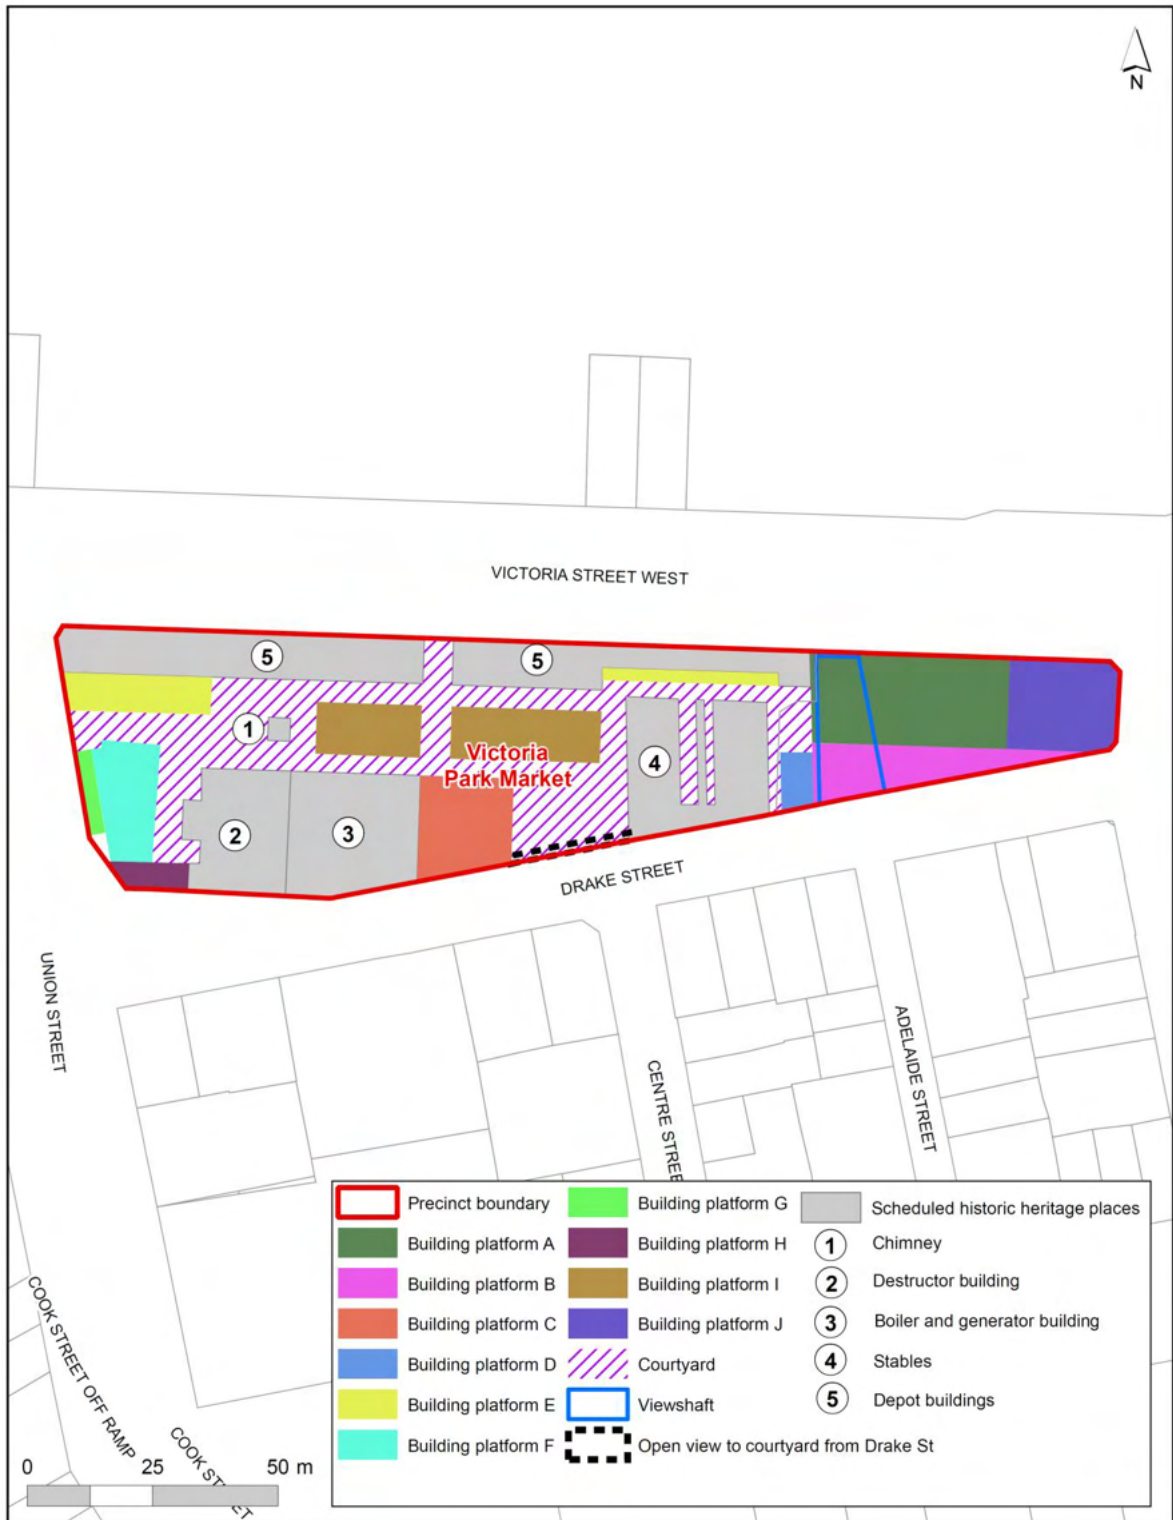 N
VICTORIA STREET WEST
5
5
1
Victoria
Park Market
4
2
3
DRAKE STREET
UNION STREET
CENTRE STREE
ADELAIDE STREET
COOK STREET OFF RAMP
COOK STREET
0 25 50 m
Precinct boundary
Building platform A
Building platform B
Building platform C
Building platform D
Building platform E
Building platform F
Building platform G
Building platform H
Building platform I
Building platform J
Courtyard
Viewshaft
Open view to courtyard from Drake St
Scheduled historic heritage places
1 Chimney
2 Destructor building
3 Boiler and generator building
4 Stables
5 Depot buildings